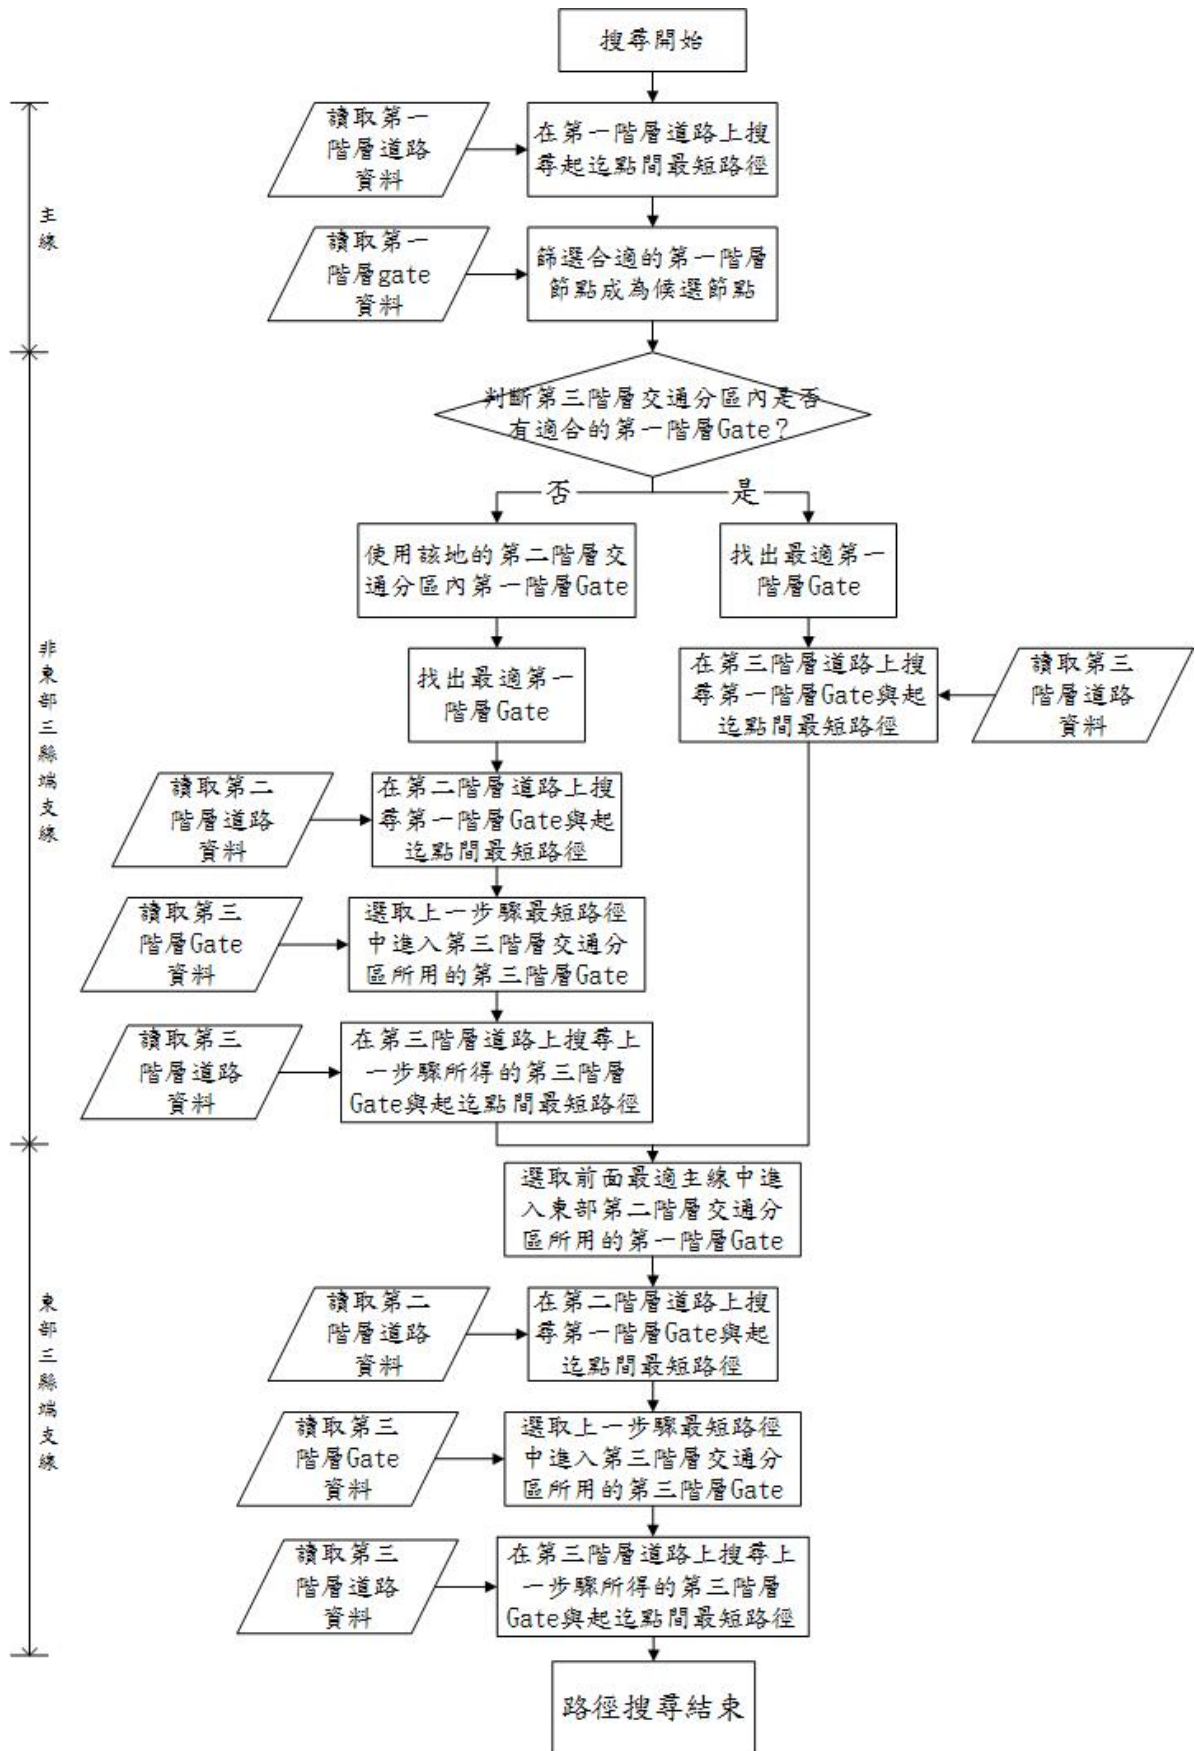 搜尋開始
讀取第一
階層道路
資料
在第一階層道路上搜
尋起迄點間最短路徑
主線
讀取第一
階層gate
資料
篩選合適的第一階層
節點成為候選節點
判斷第三階層交通分區內是否
有適合的第一階層Gate？
否
是
使用該地的第二階層交
通分區內第一階層Gate
找出最適第一
階層Gate
非東部三縣端支線
找出最適第一
階層Gate
在第三階層道路上搜
尋第一階層Gate與起
迄點間最短路徑
讀取第三
階層道路
資料
讀取第二
階層道路
資料
在第二階層道路上搜
尋第一階層Gate與起
迄點間最短路徑
讀取第三
階層Gate
資料
選取上一步驟最短路徑
中進入第三階層交通分
區所用的第三階層Gate
讀取第三
階層道路
資料
在第三階層道路上搜尋上
一步驟所得的第三階層
Gate與起迄點間最短路徑
選取前面最適主線中進
入東部第二階層交通分
區所用的第一階層Gate
東部三縣端支線
讀取第二
階層道路
資料
在第二階層道路上搜
尋第一階層Gate與起
迄點間最短路徑
讀取第三
階層Gate
資料
選取上一步驟最短路徑
中進入第三階層交通分
區所用的第三階層Gate
讀取第三
階層道路
資料
在第三階層道路上搜尋上
一步驟所得的第三階層
Gate與起迄點間最短路徑
路徑搜尋結束